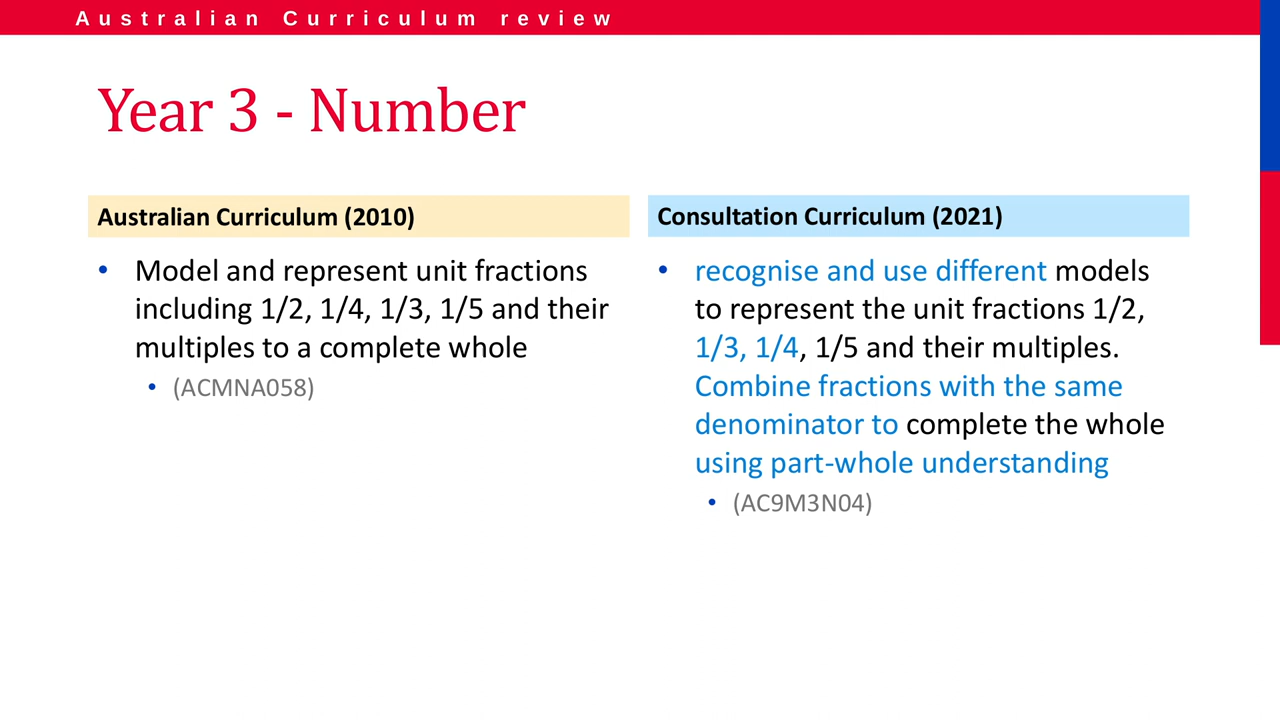 Australian Curriculum review
Year 3 - Number
Australian Curriculum (2010)
• Model and represent unit fractions
including 1/2, 1/4, 1/3, 1/5 and their
multiples to a complete whole
• (ACMNA058)
Consultation Curriculum (2021)
• recognise and use different models
to represent the unit fractions 1/2,
1/3, 1/4, 1/5 and their multiples.
Combine fractions with the same
denominator to complete the whole
using part-whole understanding
• (AC9M3N04)